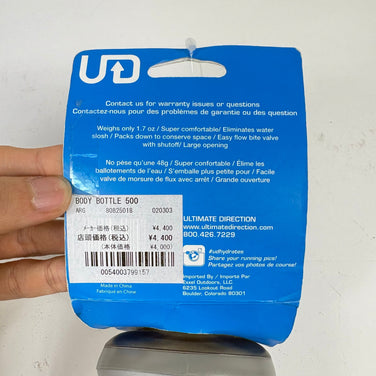 UD
Contact us for warranty issues or questions
Contactez-nous pour des problèmes de garantie ou des question
Weighs only 1.7 oz / Super comfortable/ Eliminates water
slosh / Packs down to conserve space / Easy flow bite valve
with shutoff/ Large opening
No pése qu'une 48g / Super confortable / Élime les
ballotements de l'eau / S'emballe plus petite pour / Facile
valve de morsure de flux avec arrêt / Grande ouverture
BODY BOTTLE 500
ARG 80825018 020303
メーカー価格(税込) ¥4,400
店頭価格(税込) ¥4,400
(本体価格 ¥4,000)
0054003799157
Made in China
Fabriqué en Chine
ULTIMATE DIRECTION
www.ultimatedirection.com
800.426.7229
#udhydrates
Share your running pics!
Partagez vos photos de course!
Imported By / Importé Par
Exxel Outdoors, LLC
6235 Lookout Road
Boulder, Colorado 80301